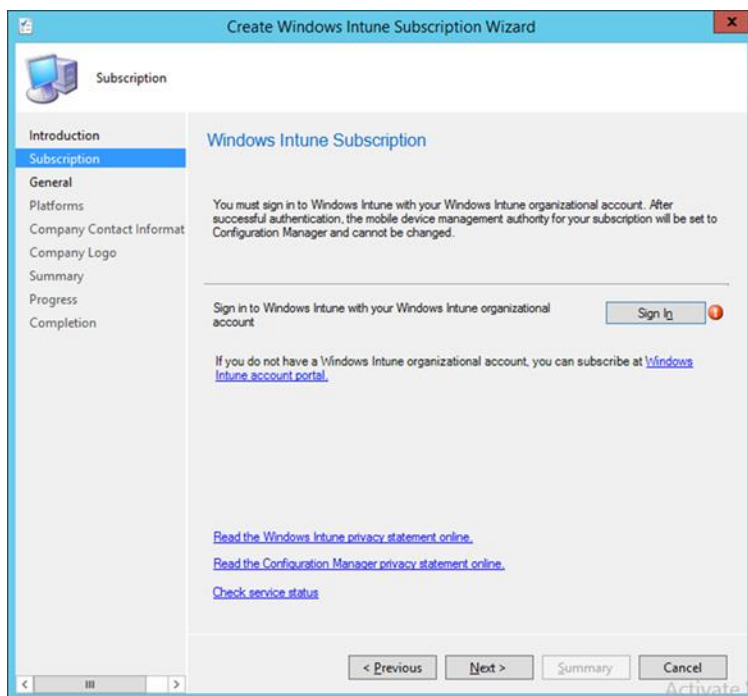 Create Windows Intune Subscription Wizard
Subscription
Introduction
Subscription
General
Platforms
Company Contact Informat
Company Logo
Summary
Progress
Completion
Windows Intune Subscription
You must sign in to Windows Intune with your Windows Intune organizational account. After
successful authentication, the mobile device management authority for your subscription will be set to
Configuration Manager and cannot be changed.
Sign in to Windows Intune with your Windows Intune organizational
account
Sign In
If you do not have a Windows Intune organizational account, you can subscribe at Windows
Intune account portal.
Read the Windows Intune privacy statement online.
Read the Configuration Manager privacy statement online.
Check service status
< Previous
Next >
Summary
Cancel
Activate